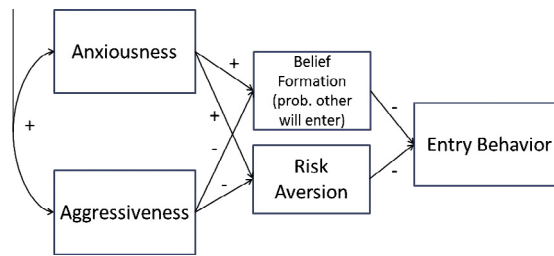 Anxiousness
+
Belief
Formation
(prob. other
will enter)
+
+
-
-
Entry Behavior
-
-
Risk
Aversion
Aggressiveness